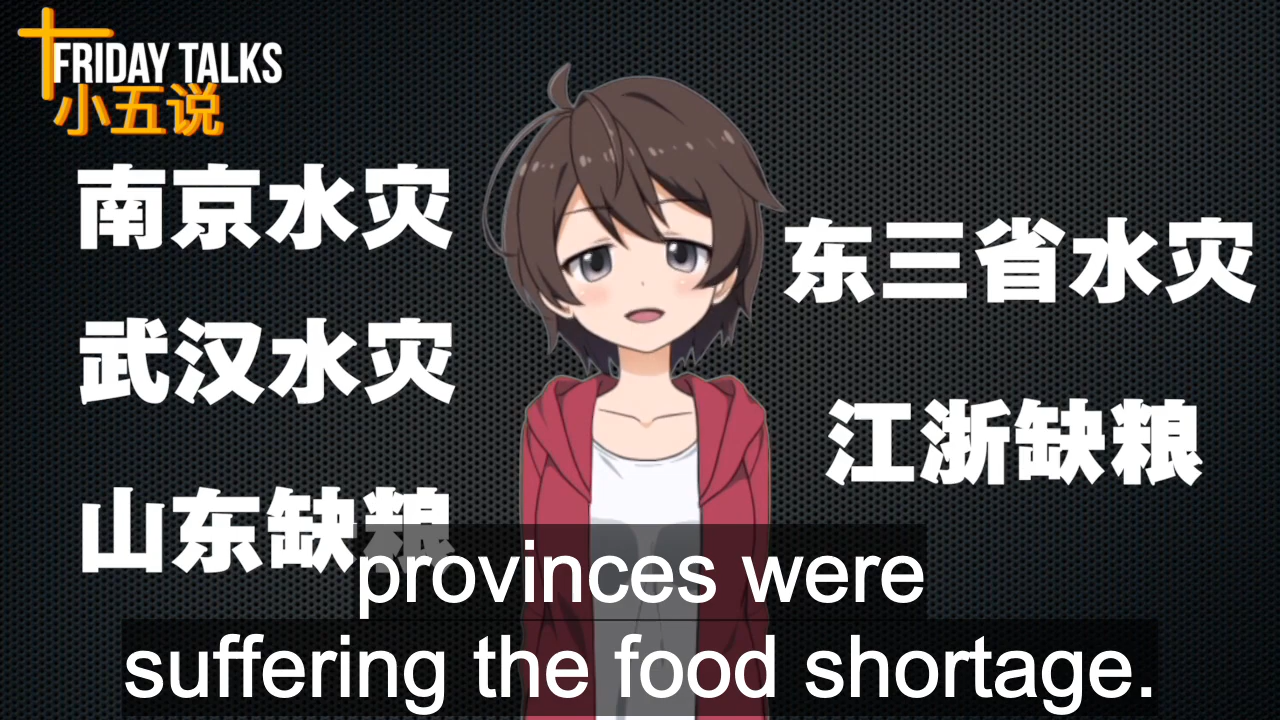 FRIDAY TALKS
小五说
南京水灾
武汉水灾
山东缺粮
东三省水灾
江浙缺粮
provinces were
suffering the food shortage.